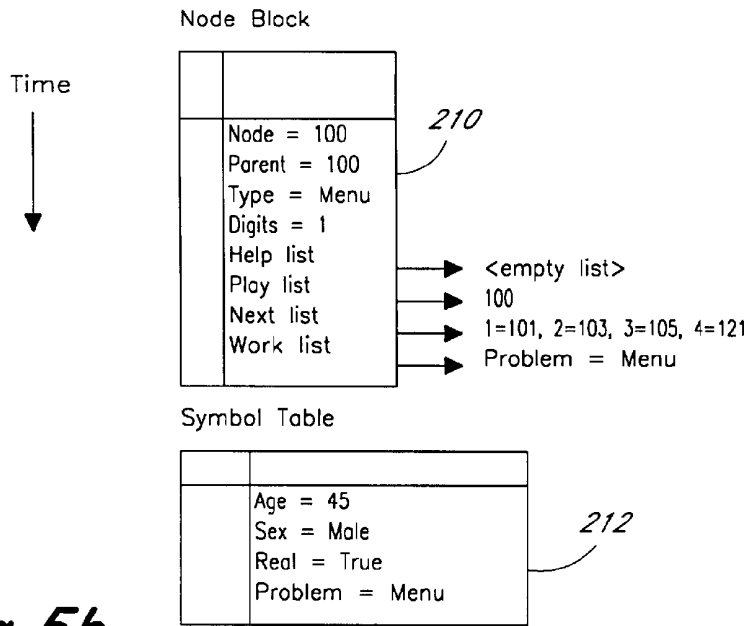 Node Block
Time
210
Node = 100
Parent = 100
Type = Menu
Digits = 1
Help list
<empty list>
Play list
100
Next list
1=101, 2=103, 3=105, 4=121
Work list
Problem = Menu
Symbol Table
Age = 45
Sex = Male
Real = True
Problem = Menu
212
5b